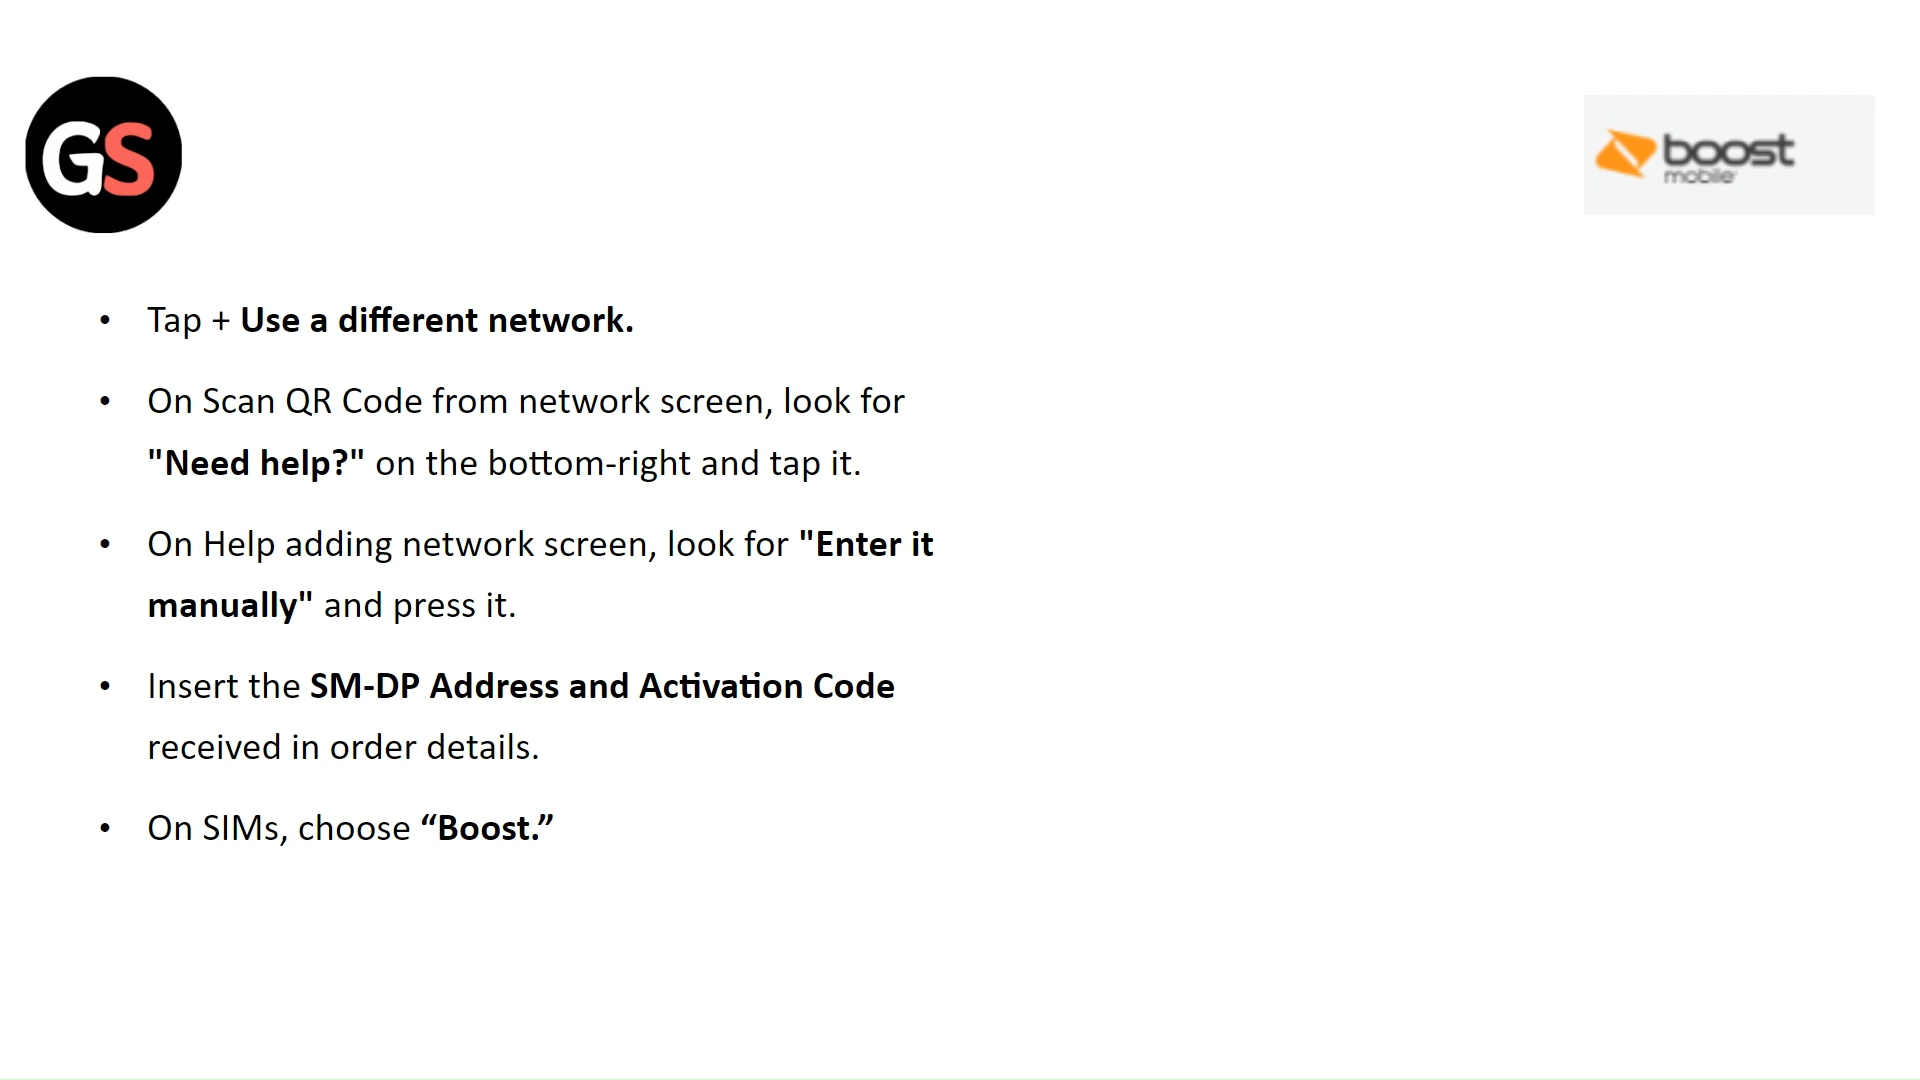 GS
boost
mobile
• Tap + Use a different network.
• On Scan QR Code from network screen, look for
"Need help?" on the bottom-right and tap it.
• On Help adding network screen, look for "Enter it
manually" and press it.
• Insert the SM-DP Address and Activation Code
received in order details.
• On SIMs, choose “Boost.”